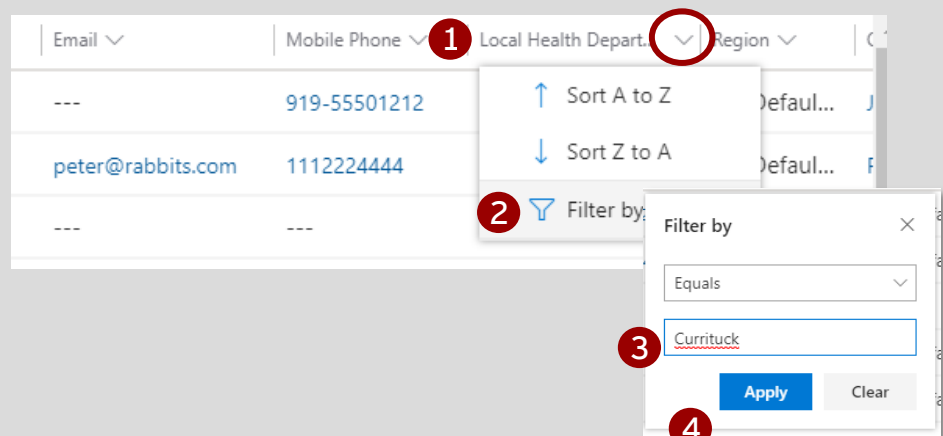 Email Mobile Phone 1 Local Health Depart... Region
--- 919-55501212 Sort A to Z Defaul... J
peter@rabbits.com 1112224444 Sort Z to A Defaul...
--- --- 2 Filter by
Filter by
Equals
3 Currituck
Apply Clear
4